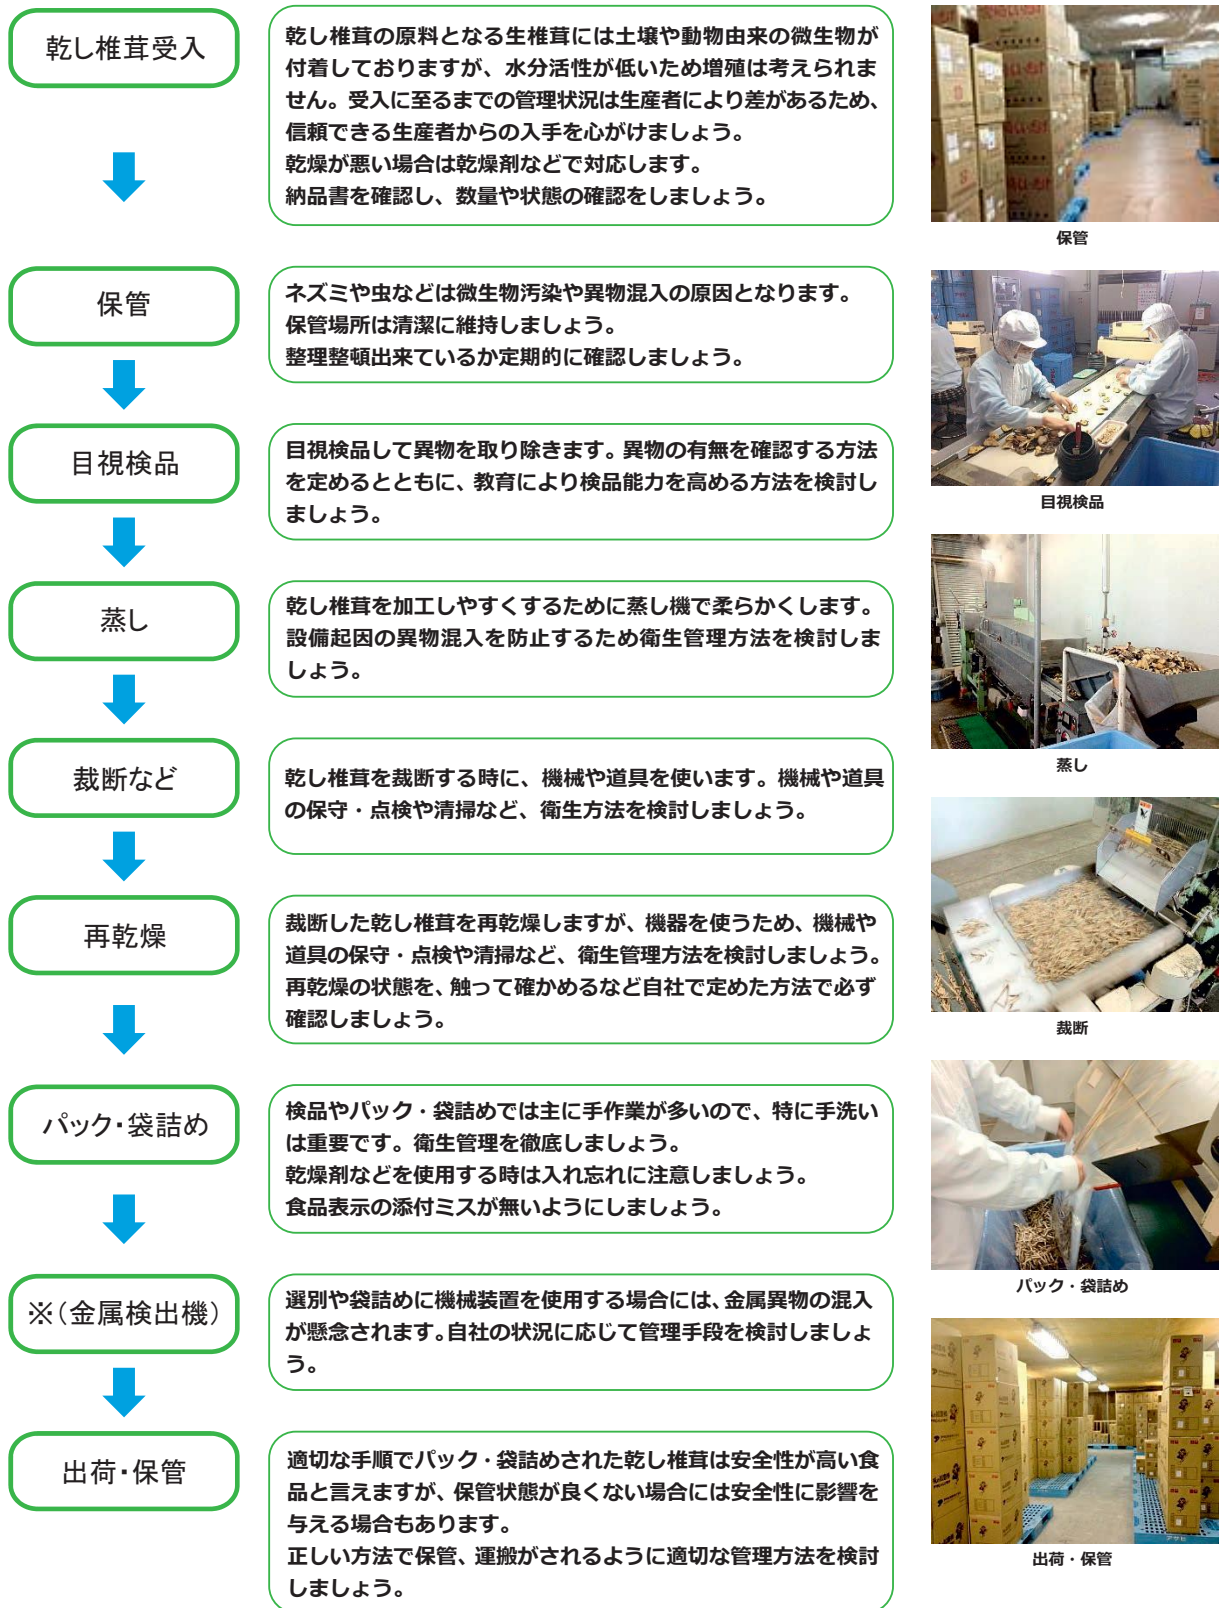 乾し椎茸受入
乾し椎茸の原料となる生椎茸には土壌や動物由来の微生物が
付着しておりますが、水分活性が低いため増殖は考えられま
せん。受入に至るまでの管理状況は生産者により差があるため、
信頼できる生産者からの入手を心がけましょう。
乾燥が悪い場合は乾燥剤などで対応します。
納品書を確認し、数量や状態の確認をしましょう。
保管
保管
ネズミや虫などは微生物汚染や異物混入の原因となります。
保管場所は清潔に維持しましょう。
整理整頓出来ているか定期的に確認しましょう。
目視検品
目視検品
目視検品して異物を取り除きます。異物の有無を確認する方法
を定めるとともに、教育により検品能力を高める方法を検討し
ましょう。
蒸し
乾し椎茸を加工しやすくするために蒸し機で柔らかくします。
設備起因の異物混入を防止するため衛生管理方法を検討しま
しょう。
蒸し
裁断など
乾し椎茸を裁断する時に、機械や道具を使います。機械や道具
の保守・点検や清掃など、衛生方法を検討しましょう。
再乾燥
裁断した乾し椎茸を再乾燥しますが、機器を使うため、機械や
道具の保守・点検や清掃など、衛生管理方法を検討しましょう。
再乾燥の状態を、触って確かめるなど自社で定めた方法で必ず
確認しましょう。
裁断
パック・袋詰め
検品やパック・袋詰めでは主に手作業が多いので、特に手洗い
は重要です。衛生管理を徹底しましょう。
乾燥剤などを使用する時は入れ忘れに注意しましょう。
食品表示の添付ミスが無いようにしましょう。
パック・袋詰め
※(金属検出機)
選別や袋詰めに機械装置を使用する場合には、金属異物の混入
が懸念されます。自社の状況に応じて管理手段を検討しましょ
う。
出荷・保管
適切な手順でパック・袋詰めされた乾し椎茸は安全性が高い食
品と言えますが、保管状態が良くない場合には安全性に影響を
与える場合もあります。
正しい方法で保管、運搬がされるように適切な管理方法を検討
しましょう。
アサヒ
出荷・保管